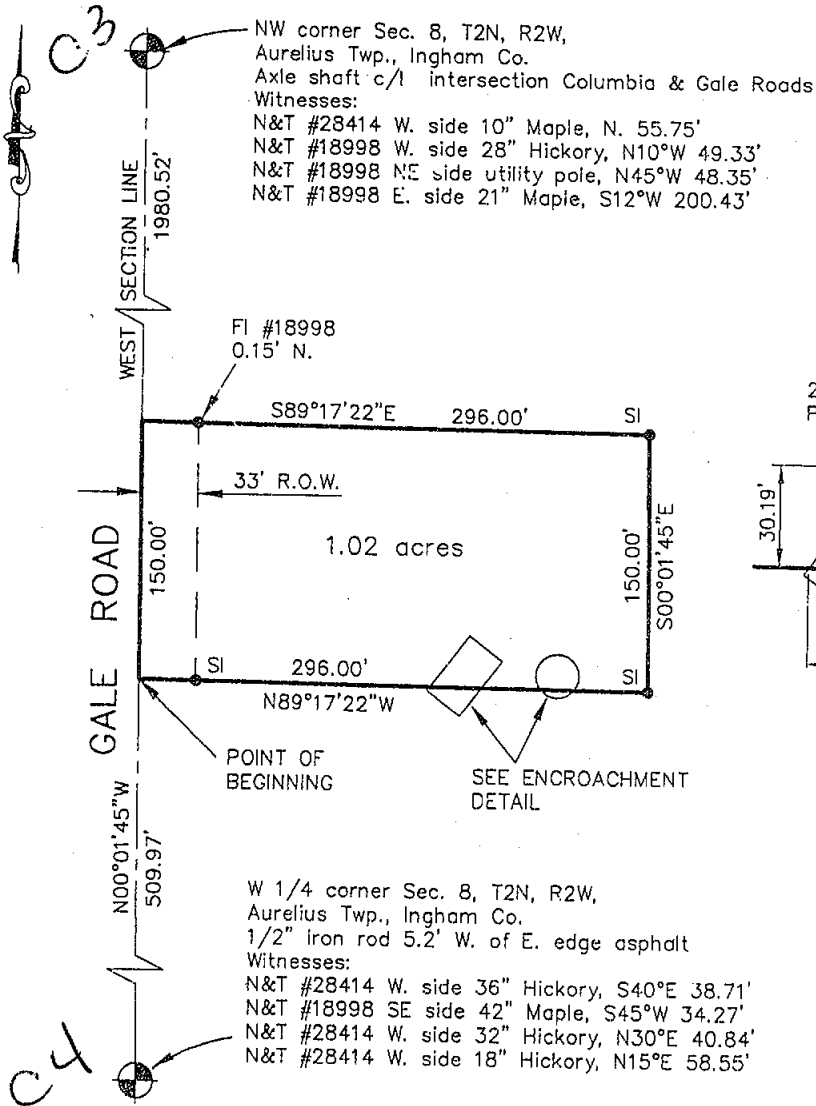 C3
NW corner Sec. 8, T2N, R2W,
Aurelius Twp., Ingham Co.
Axle shaft c/l intersection Columbia & Gale Roads
Witnesses:
N&T #28414 W. side 10" Maple, N. 55.75'
N&T #18998 W. side 28" Hickory, N10°W 49.33'
N&T #18998 NE side utility pole, N45°W 48.35'
N&T #18998 E. side 21" Maple, S12°W 200.43'
WEST SECTION LINE
1980.52'
FI #18998
0.15' N.
S89°17'22"E 296.00' SI
33' R.O.W.
1.02 acres
GALE ROAD
150.00'
150.00'
S00°01'45"E
2
P
30.19'
SI 296.00' SI
N89°17'22"W
POINT OF
BEGINNING
SEE ENCROACHMENT
DETAIL
N00°01'45"W
509.97'
W 1/4 corner Sec. 8, T2N, R2W,
Aurelius Twp., Ingham Co.
1/2" iron rod 5.2' W. of E. edge asphalt
Witnesses:
N&T #28414 W. side 36" Hickory, S40°E 38.71'
N&T #18998 SE side 42" Maple, S45°W 34.27'
N&T #28414 W. side 32" Hickory, N30°E 40.84'
N&T #28414 W. side 18" Hickory, N15°E 58.55'
C4